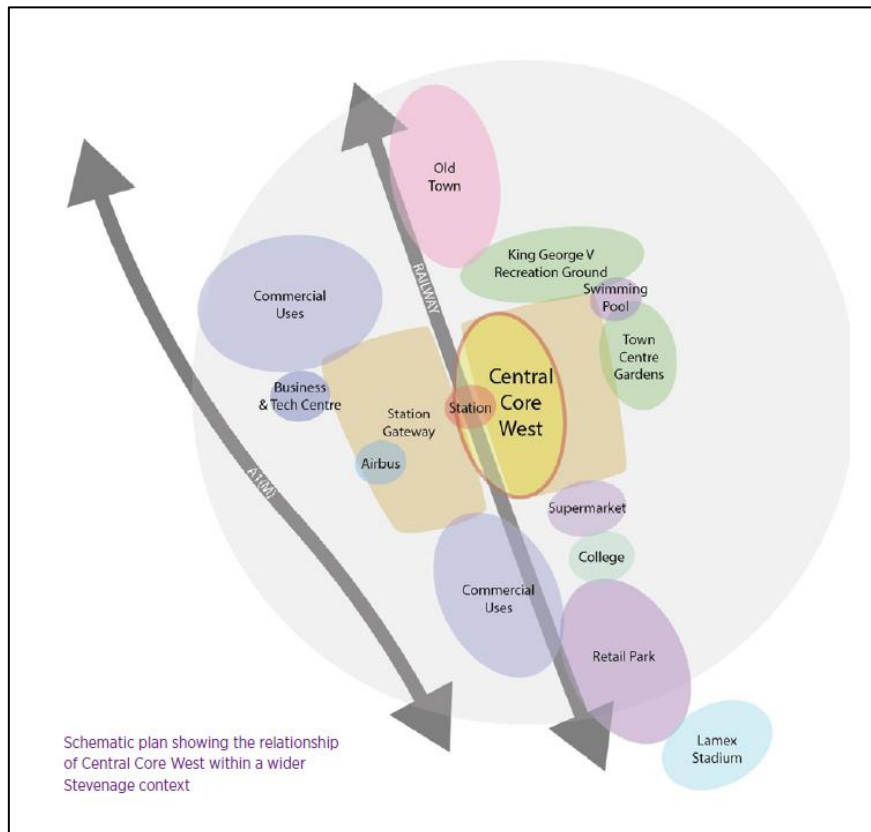 Old
Town
RAILWAY
King George V
Recreation Ground
Swimming
Pool
Commercial
Uses
Town
Centre
Gardens
Central
Core
West
Business
& Tech Centre
Station
Station
Gateway
Airbus
A1(M)
Supermarket
College
Commercial
Uses
Retail Park
Lamex
Stadium
Schematic plan showing the relationship
of Central Core West within a wider
Stevenage context